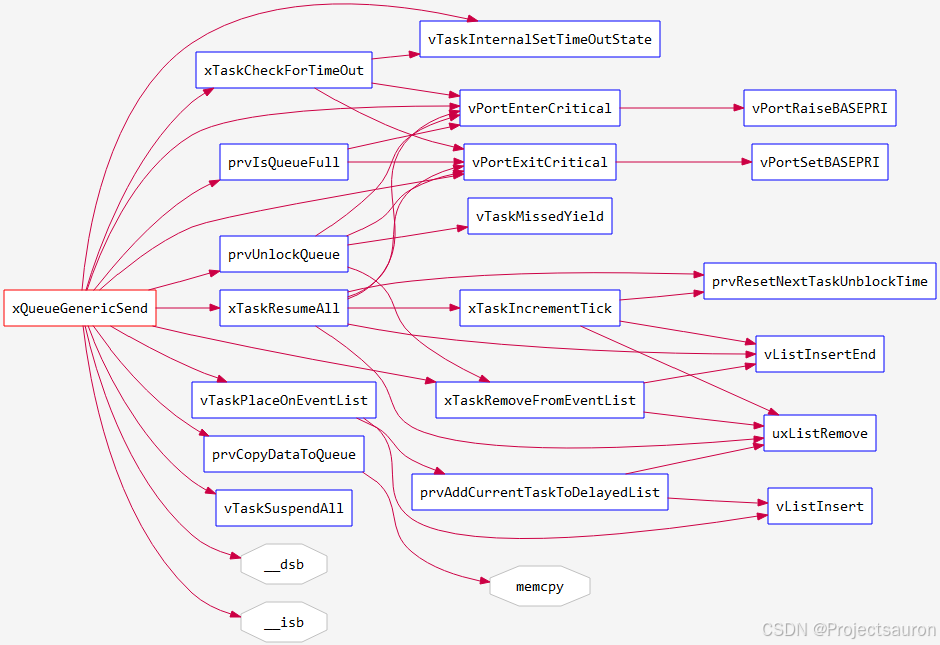 vTaskInternalSetTimeOutState
xTaskCheckForTimeOut
vPortEnterCritical
vPortRaiseBASEPRI
prvIsQueueFull
vPortExitCritical
vPortSetBASEPRI
vTaskMissedYield
prvUnlockQueue
prvResetNextTaskUnblockTime
xQueueGenericSend
xTaskResumeAll
xTaskIncrementTick
vListInsertEnd
vTaskPlaceOnEventList
xTaskRemoveFromEventList
uxListRemove
prvCopyDataToQueue
prvAddCurrentTaskToDelayedList
vTaskSuspendAll
vListInsert
__dsb
memcpy
__isb
CSDN @Projectsauron